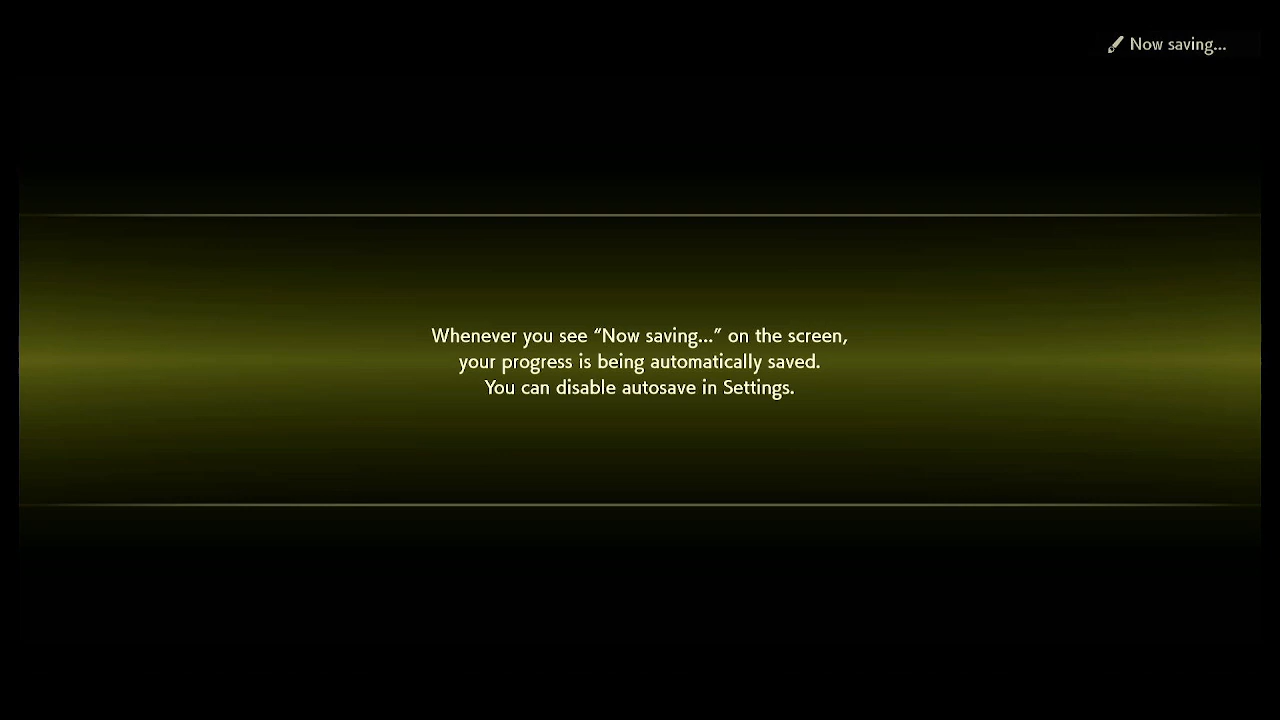 Now saving...
Whenever you see “Now saving...” on the screen,
your progress is being automatically saved.
You can disable autosave in Settings.